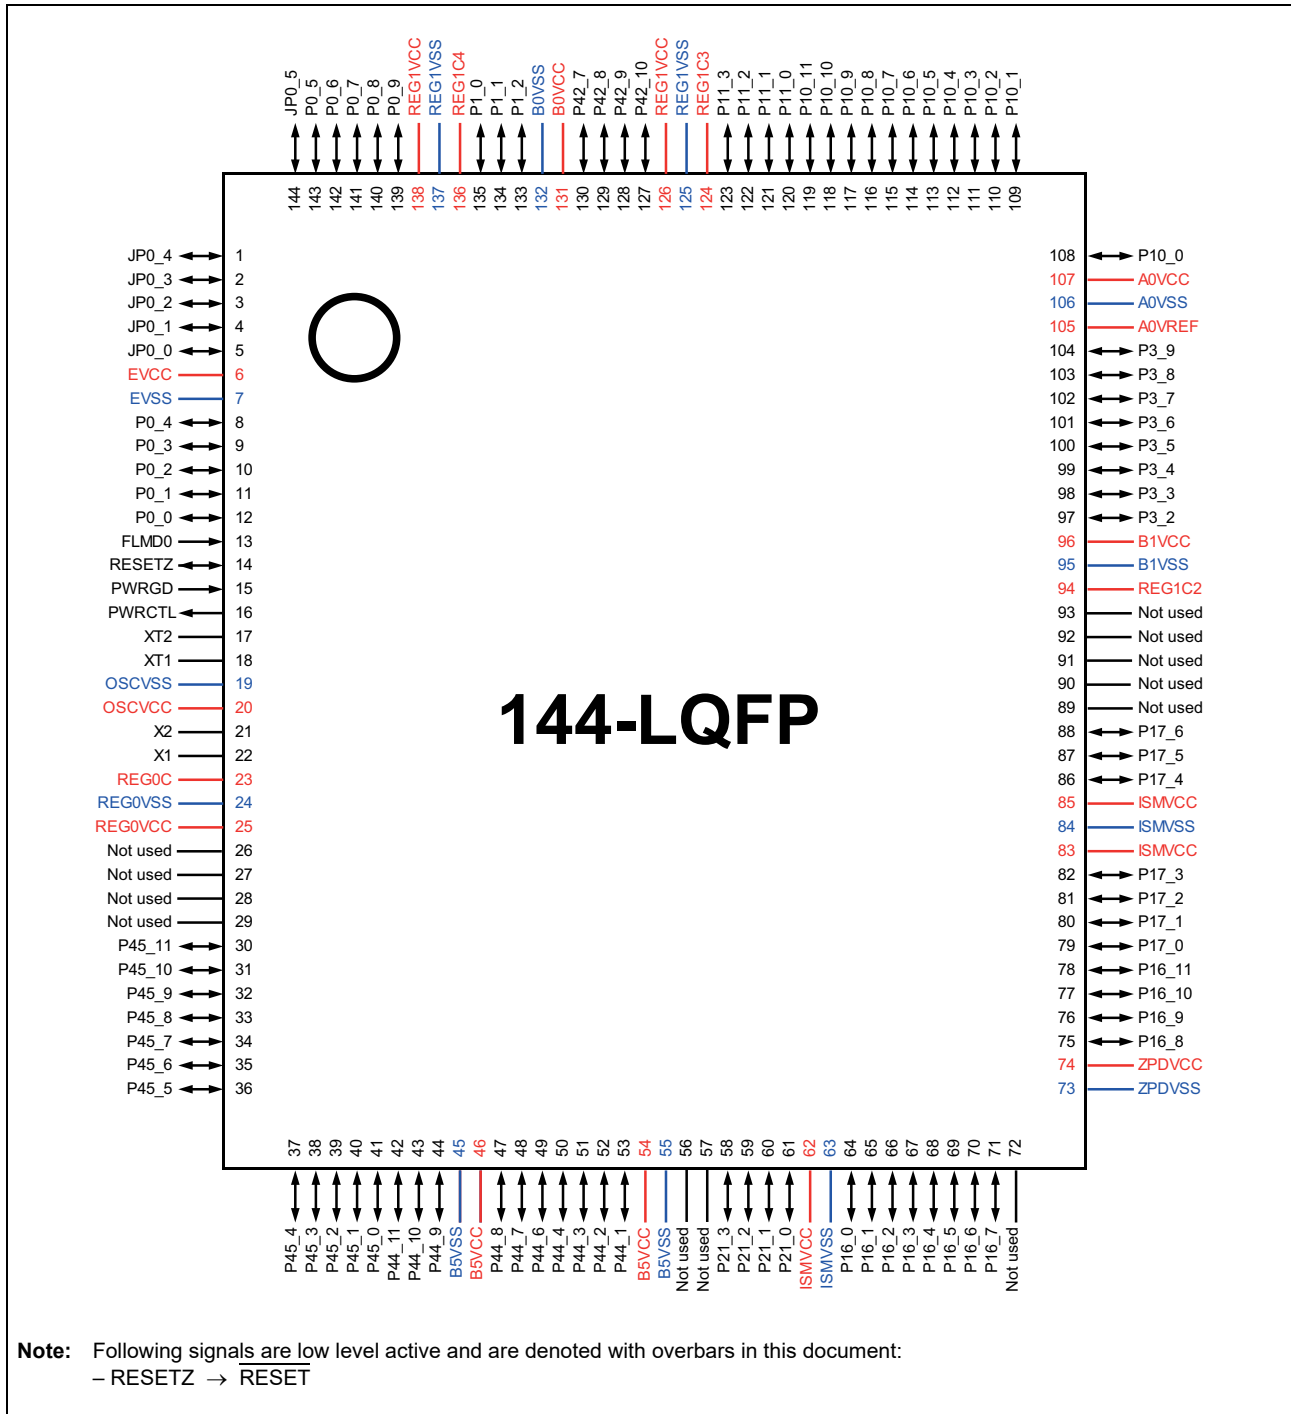 JP0_5 P0_5 P0_6 P0_7 P0_8 P0_9 REG1VCC REG1VSS REG1C4 P1_0 P1_1 P1_2 B0VSS B0VCC P42_7 P42_8 P42_9 P42_10 REG1VCC REG1VSS REG1C3 P11_3 P11_2 P11_1 P11_0 P10_11 P10_10 P10_9 P10_8 P10_7 P10_6 P10_5 P10_4 P10_3 P10_2 P10_1
144 143 142 141 140 139 138 137 136 135 134 133 132 131 130 129 128 127 126 125 124 123 122 121 120 119 118 117 116 115 114 113 112 111 110 109
JP0_4 1 108 P10_0
JP0_3 2 107 A0VCC
JP0_2 3 106 A0VSS
JP0_1 4 105 A0VREF
JP0_0 5 104 P3_9
EVCC 6 103 P3_8
EVSS 7 102 P3_7
P0_4 8 101 P3_6
P0_3 9 100 P3_5
P0_2 10 99 P3_4
P0_1 11 98 P3_3
P0_0 12 97 P3_2
FLMD0 13 96 B1VCC
RESETZ 14 95 B1VSS
PWRGD 15 94 REG1C2
PWRCTL 16 93 Not used
XT2 17 92 Not used
XT1 18 91 Not used
OSCVSS 19 90 Not used
OSCVCC 20 89 Not used
144-LQFP
X2 21 88 P17_6
X1 22 87 P17_5
REG0C 23 86 P17_4
REG0VSS 24 85 ISMVCC
REG0VCC 25 84 ISMVSS
Not used 26 83 ISMVCC
Not used 27 82 P17_3
Not used 28 81 P17_2
Not used 29 80 P17_1
P45_11 30 79 P17_0
P45_10 31 78 P16_11
P45_9 32 77 P16_10
P45_8 33 76 P16_9
P45_7 34 75 P16_8
P45_6 35 74 ZPDVCC
P45_5 36 73 ZPDVSS
37 38 39 40 41 42 43 44 45 46 47 48 49 50 51 52 53 54 55 56 57 58 59 60 61 62 63 64 65 66 67 68 69 70 71 72
P45_4 P45_3 P45_2 P45_1 P45_0 P44_11 P44_10 P44_9 B5VSS B5VCC P44_8 P44_7 P44_6 P44_4 P44_3 P44_2 P44_1 B5VCC B5VSS Not used Not used P21_3 P21_2 P21_1 P21_0 ISMVCC ISMVSS P16_0 P16_1 P16_2 P16_3 P16_4 P16_5 P16_6 P16_7 Not used
Note: Following signals are low level active and are denoted with overbars in this document:
– RESETZ → R̅E̅S̅E̅T̅